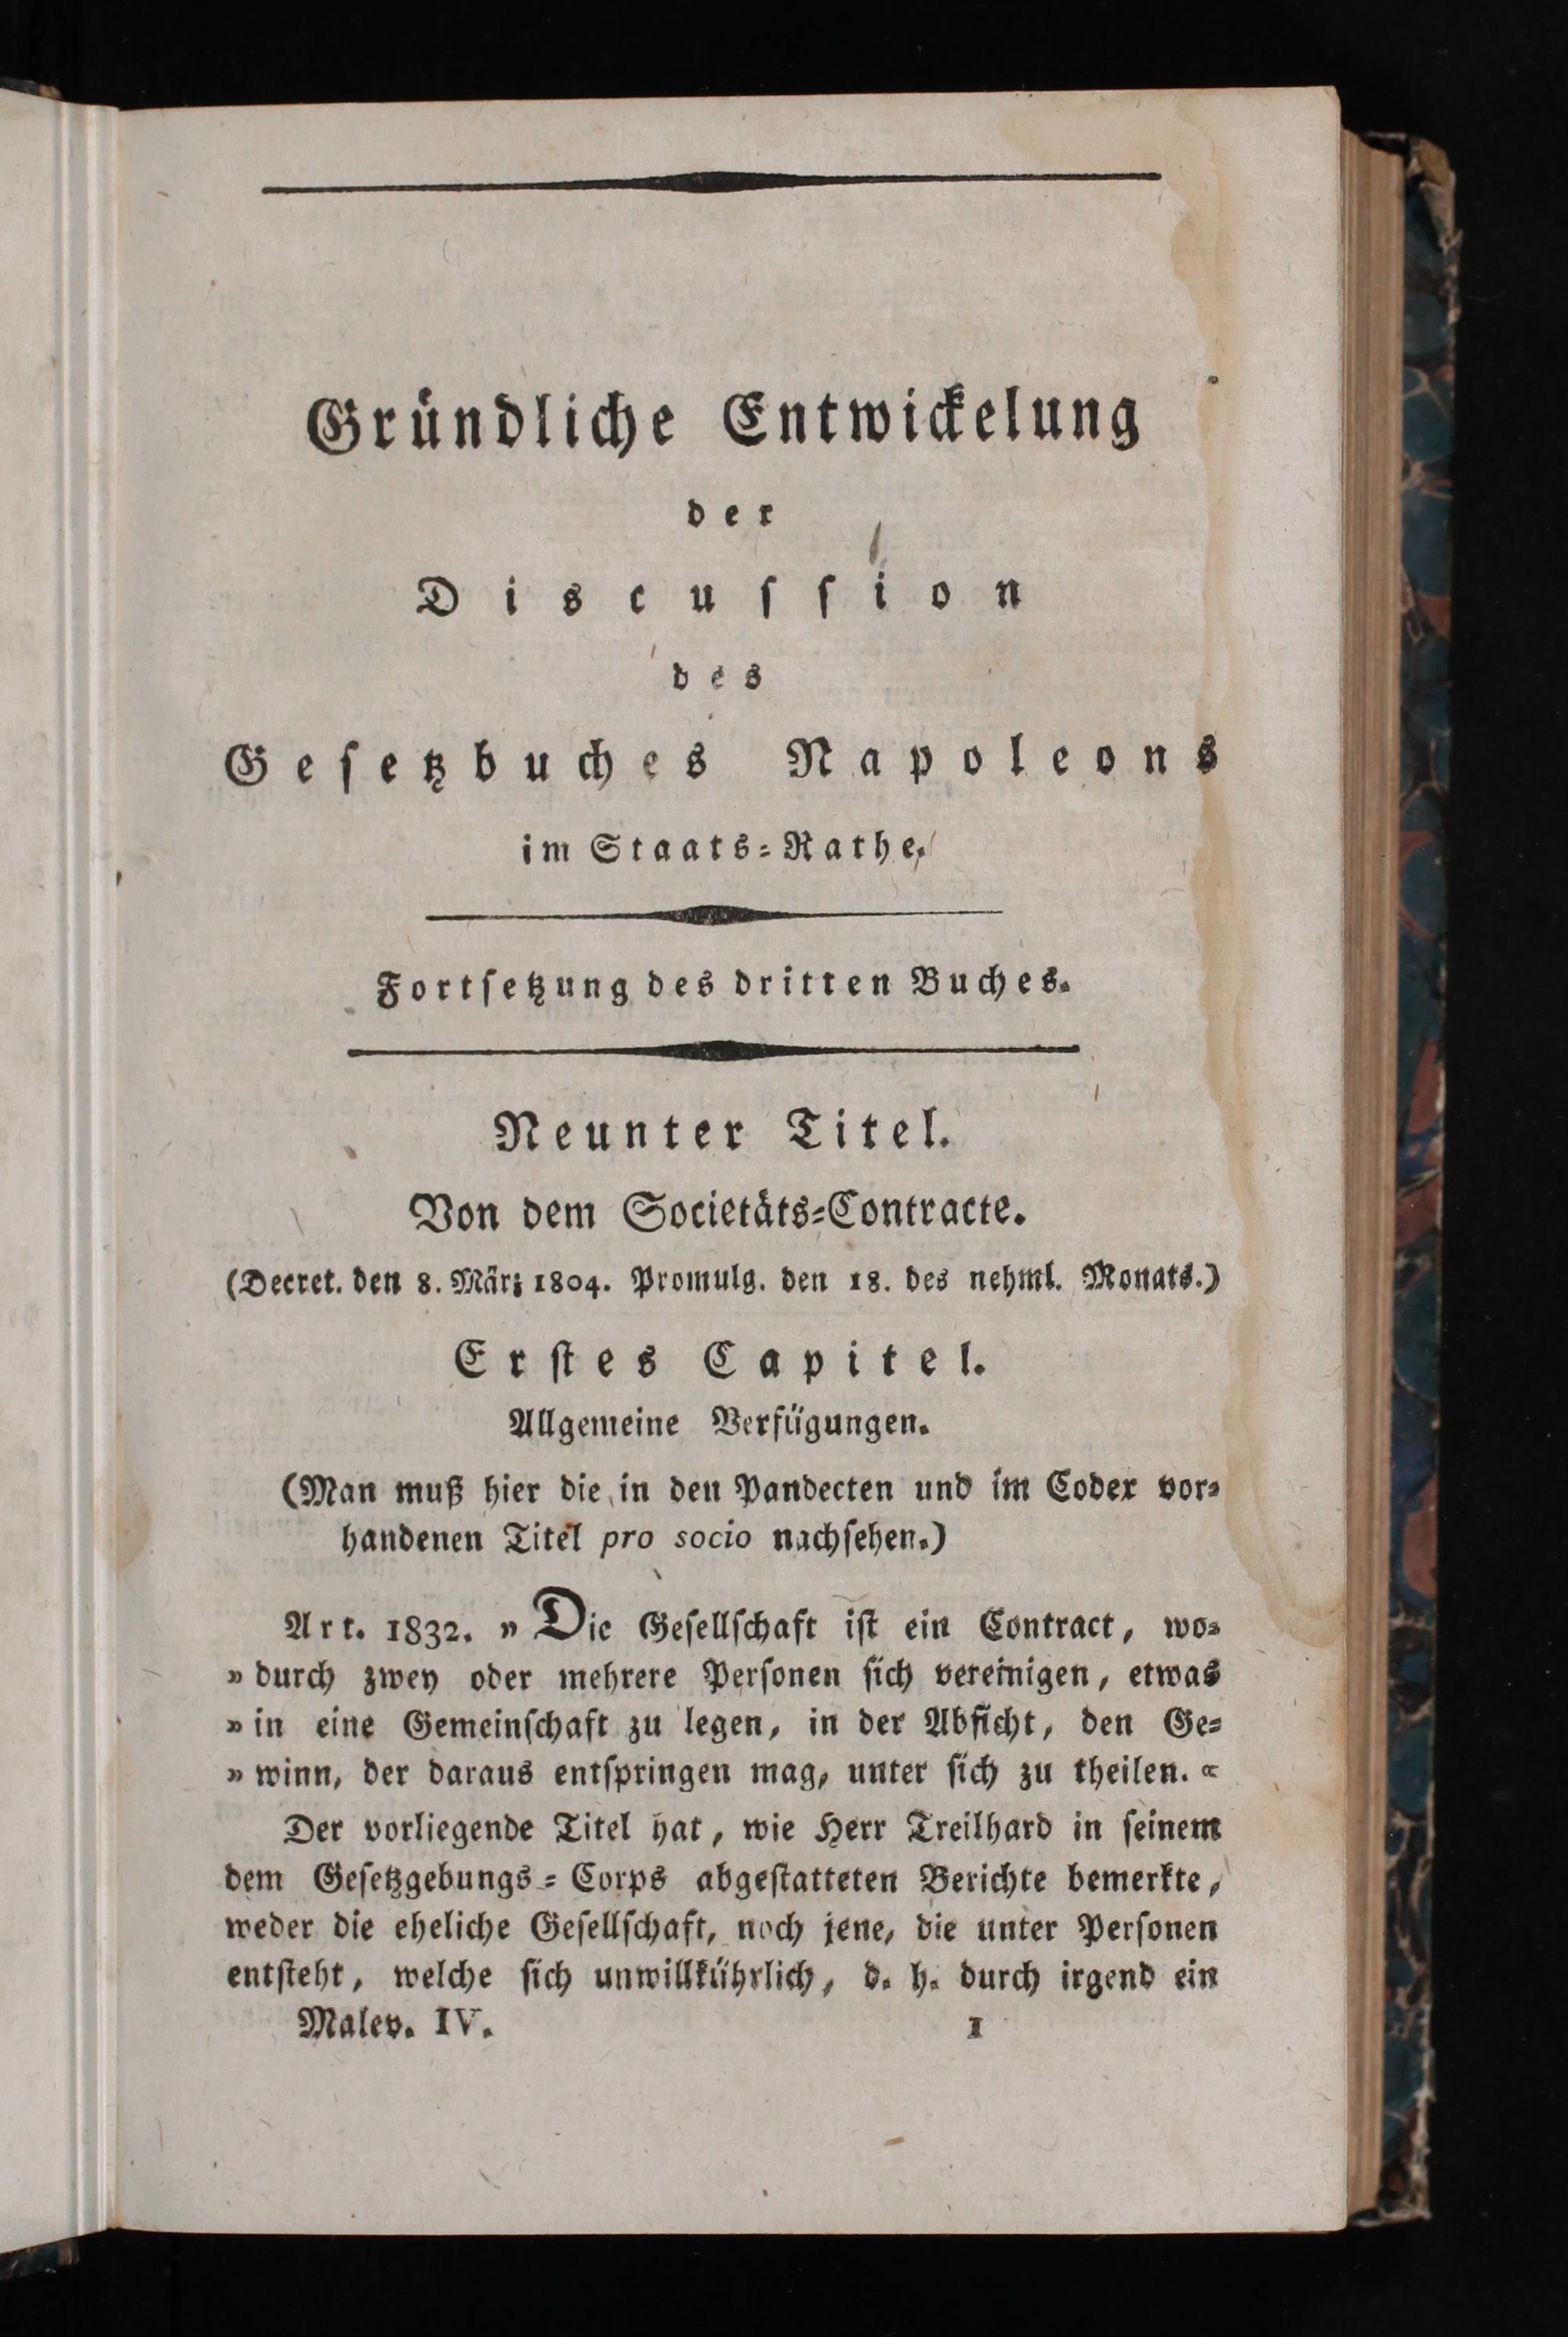 Gründliche Entwickelung
der
Discussion
des
Gesetzbuches Napoleons
im Staats-Rathe.
Fortsetzung des dritten Buches.
Neunter Titel.
Von dem Societäts-Contracte.
(Decret. den 8. März 1804. Promulg. den 18. des nehml. Monats.)
Erstes Capitel.
Allgemeine Verfügungen.
(Man muß hier die in den Pandecten und im Codex vor-
handenen Titel pro socio nachsehen.)
Art. 1832. » Die Gesellschaft ist ein Contract, wo-
» durch zwey oder mehrere Personen sich vereinigen, etwas
» in eine Gemeinschaft zu legen, in der Absicht, den Ge-
» winn, der daraus entspringen mag, unter sich zu theilen. «
Der vorliegende Titel hat, wie Herr Treilhard in seinem
dem Gesetzgebungs-Corps abgestatteten Berichte bemerkte,
weder die eheliche Gesellschaft, noch jene, die unter Personen
entsteht, welche sich unwillkührlich, d. h. durch irgend ein
Malev. IV. 1